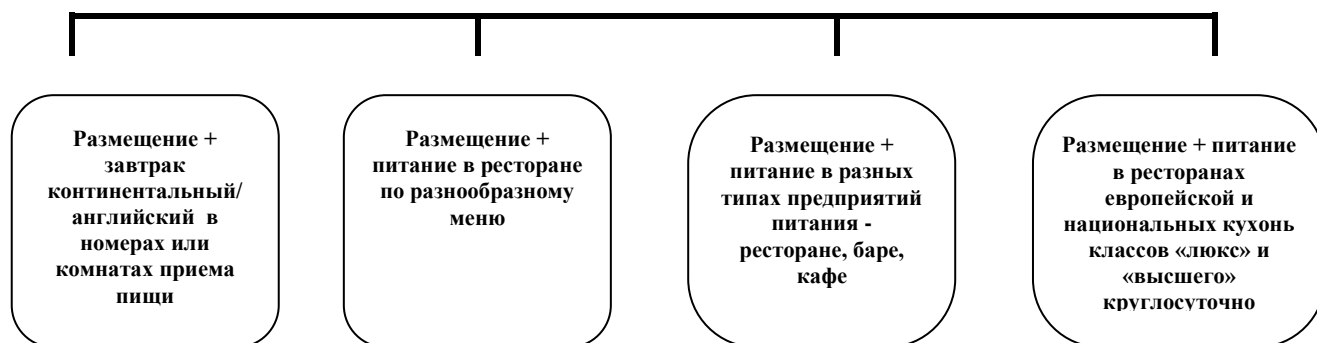 Размещение +
завтрак
континентальный/
английский в
номерах или
комнатах приема
пищи
Размещение +
питание в ресторане
по разнообразному
меню
Размещение +
питание в разных
типах предприятий
питания -
ресторане, баре,
кафе
Размещение + питание
в ресторанах
европейской и
национальных кухонь
классов «люкс» и
«высшего»
круглосуточно